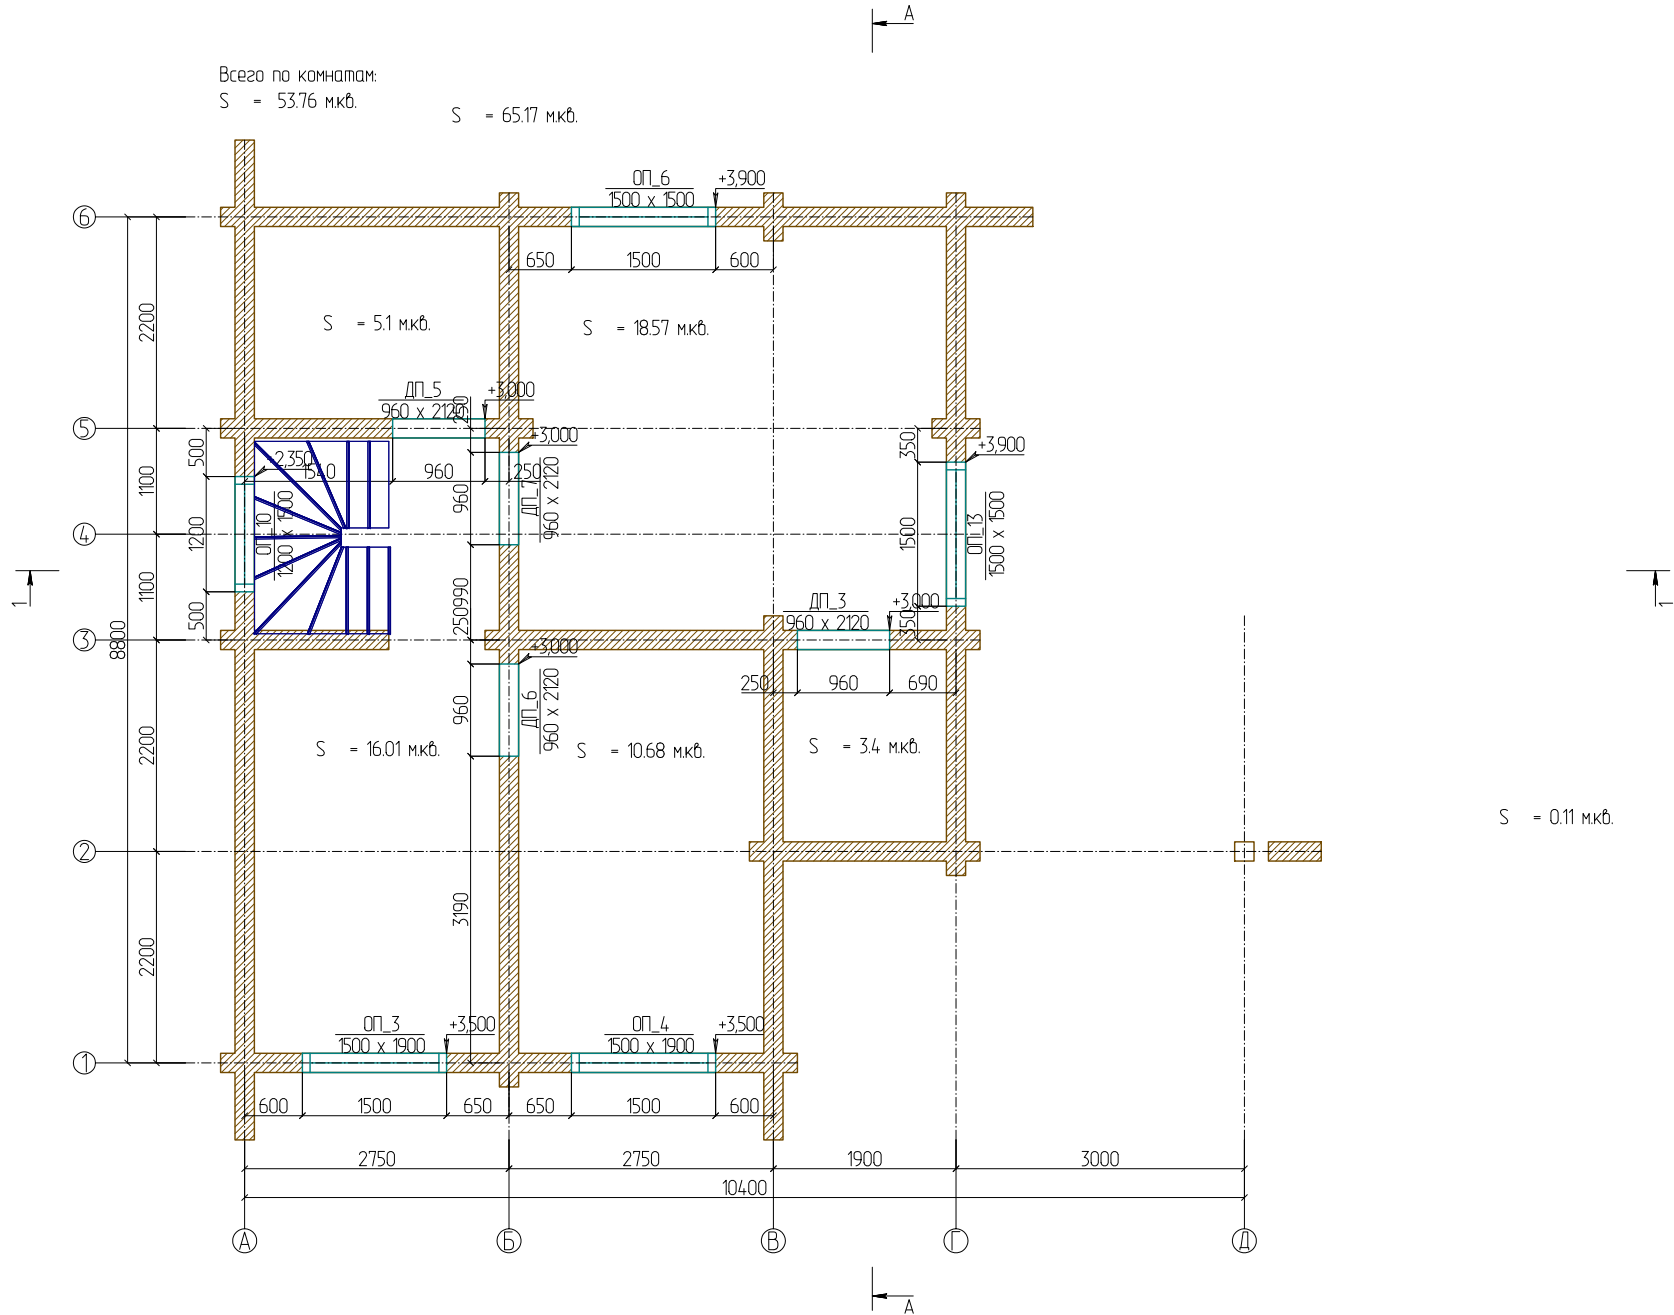 А
Всего по комнатам:
S = 53.76 м.кв.
S = 65.17 м.кв.
ОП_6
1500 x 1500
+3,900
6
650
1500
600
2200
S = 5.1 м.кв.
S = 18.57 м.кв.
ДП_5
960 x 2120
+3,000
250
5
+3,000
350
+3,900
500
2,350
1540
960
250
1100
960
ДП_7
960 x 2120
4
1200
ОП_10
1200 x 1500
1500
ОП_13
1500 x 1500
1
1
1100
500
250
990
ДП_3
960 x 2120
+3,000
350
3
8800
+3,000
250
960
690
960
ДП_6
960 x 2120
2200
S = 16.01 м.кв.
S = 10.68 м.кв.
S = 3.4 м.кв.
S = 0.11 м.кв.
2
3190
2200
ОП_3
1500 x 1900
+3,500
ОП_4
1500 x 1900
+3,500
1
600
1500
650
650
1500
600
2750
2750
1900
3000
10400
А
Б
В
Г
Д
А